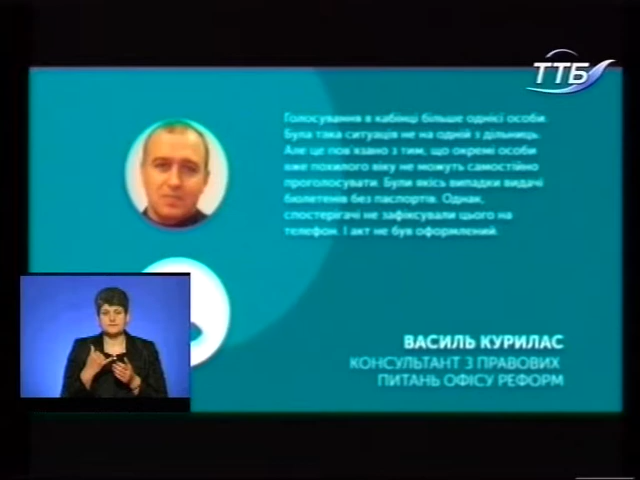 ТТБ
Голосування в кабінці більше однієї особи.
Була така ситуація не на одній з дільниць.
Але це пов'язано з тим, що окремі особи
вже похилого віку не можуть самостійно
проголосувати. Були якісь випадки видачі
бюлетенів без паспортів. Однак,
спостерігачі не зафіксували цього на
телефон. І акт не був оформлений.
ВАСИЛЬ КУРИЛАС
КОНСУЛЬТАНТ З ПРАВОВИХ
ПИТАНЬ ОФІСУ РЕФОРМ